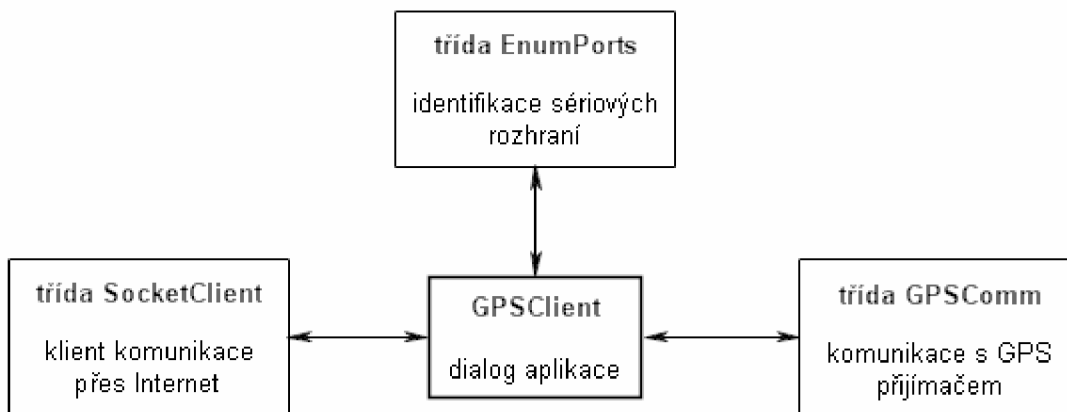 třída EnumPorts
identifikace sériových
rozhraní
třída SocketClient
klient komunikace
přes Internet
GPSClient
dialog aplikace
třída GPSComm
komunikace s GPS
přijímačem